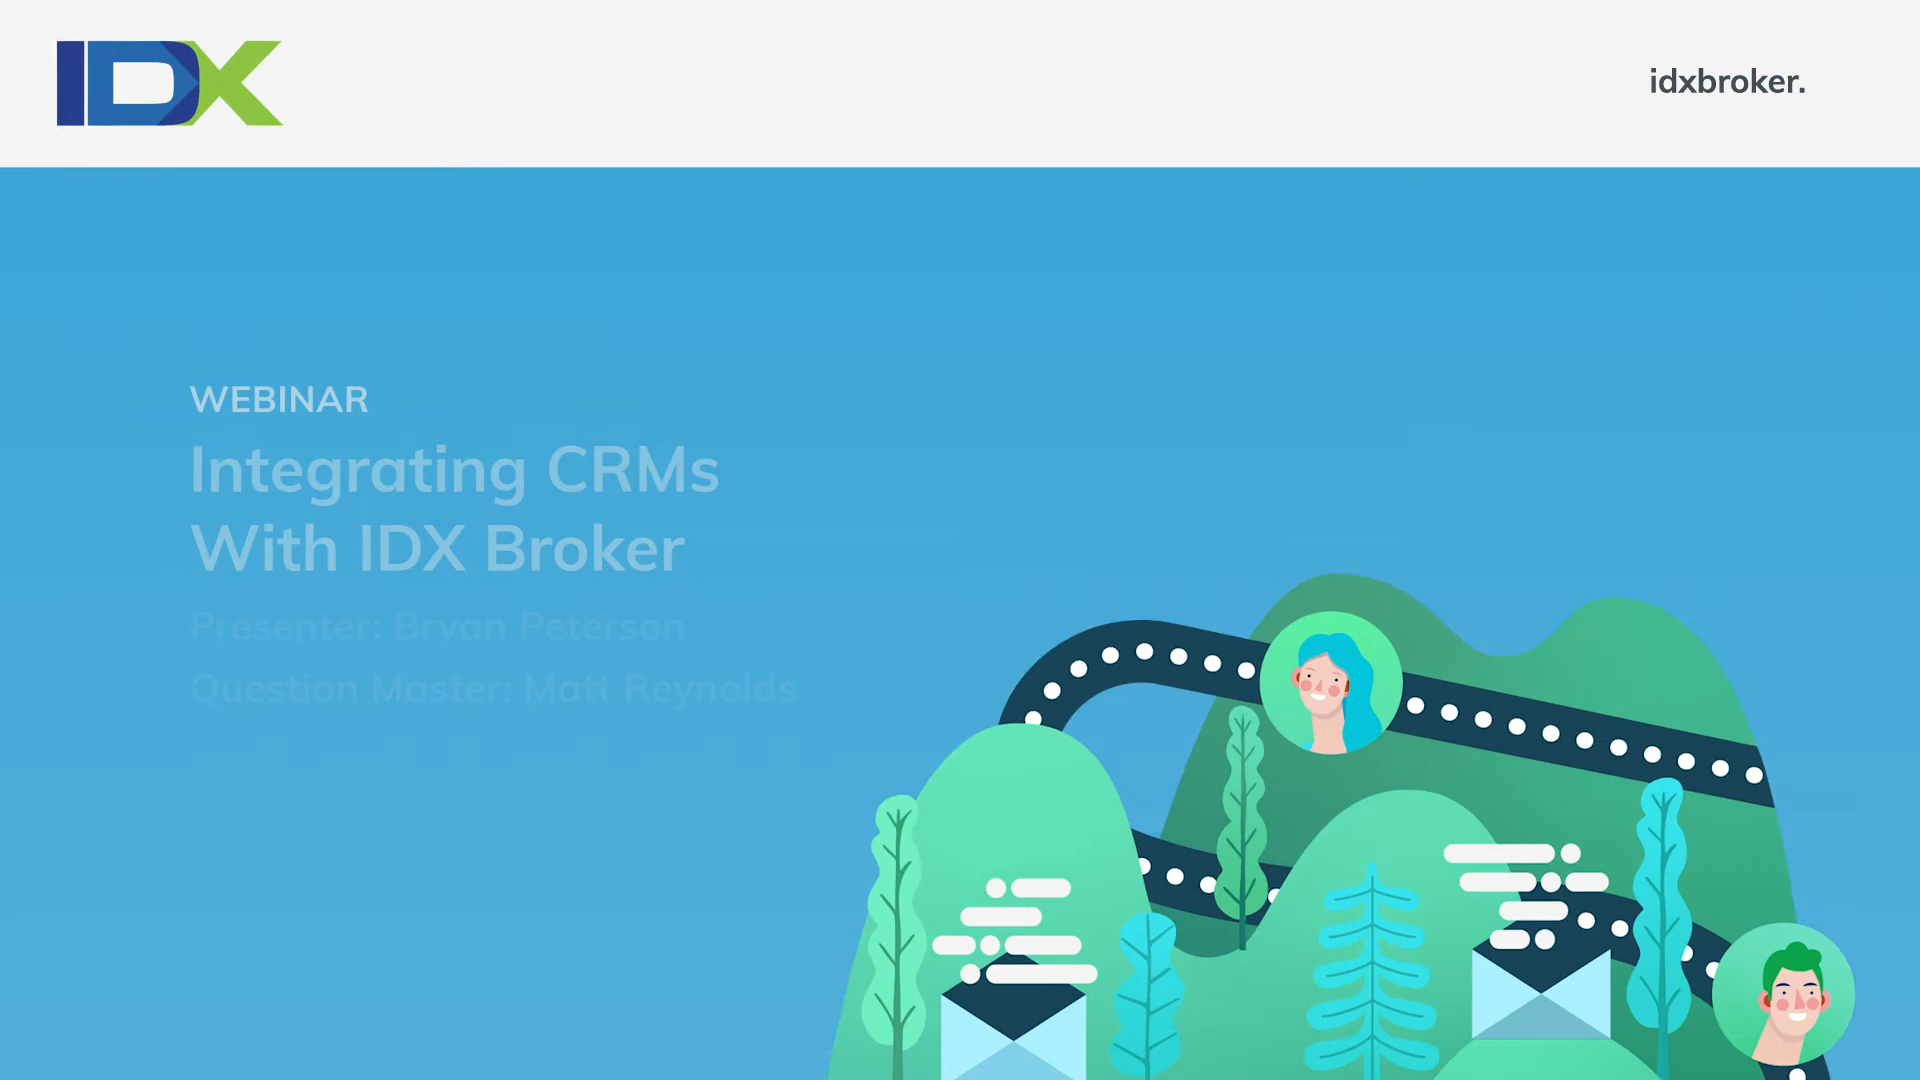 IDX
idxbroker.
WEBINAR
Integrating CRMs
With IDX Broker
Presenter: Bryan Peterson
Question Master: Matt Reynolds